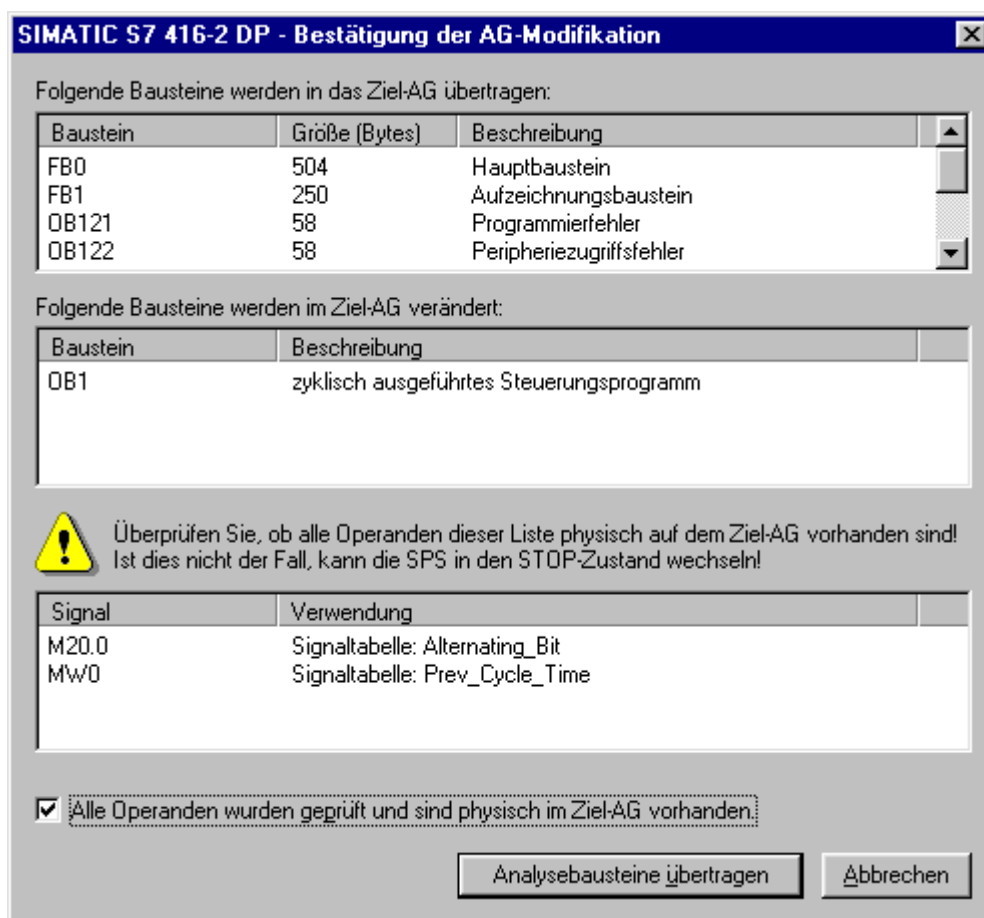 SIMATIC S7 416-2 DP - Bestätigung der AG-Modifikation
Folgende Bausteine werden in das Ziel-AG übertragen:
Baustein Größe (Bytes) Beschreibung
FB0 504 Hauptbaustein
FB1 250 Aufzeichnungsbaustein
OB121 58 Programmierfehler
OB122 58 Peripheriezugriffsfehler
Folgende Bausteine werden im Ziel-AG verändert:
Baustein Beschreibung
OB1 zyklisch ausgeführtes Steuerungsprogramm
Überprüfen Sie, ob alle Operanden dieser Liste physisch auf dem Ziel-AG vorhanden sind!
Ist dies nicht der Fall, kann die SPS in den STOP-Zustand wechseln!
Signal Verwendung
M20.0 Signaltabelle: Alternating_Bit
MW0 Signaltabelle: Prev_Cycle_Time
Alle Operanden wurden geprüft und sind physisch im Ziel-AG vorhanden.
Analysebausteine übertragen Abbrechen